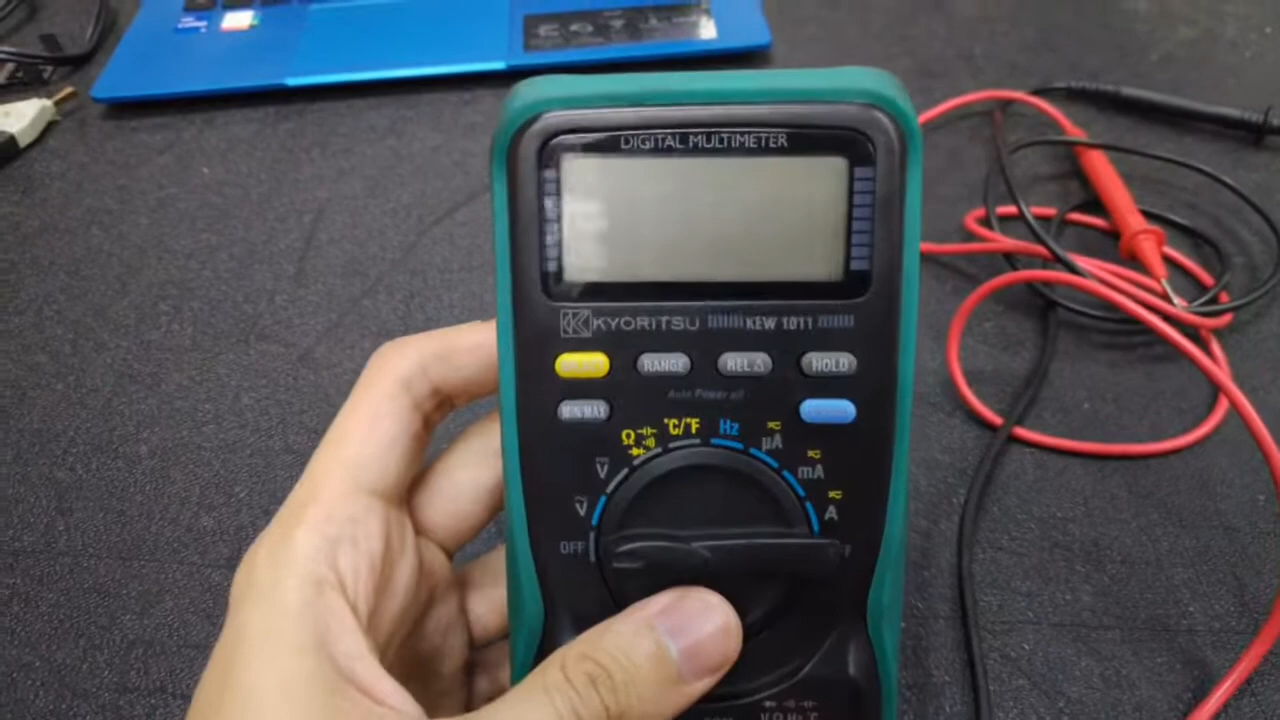 DIGITAL MULTIMETER
KYORITSU KEW 1011
RANGE REL △ HOLD
Auto Power off
MIN/MAX
Ω °C/°F Hz µA
V mA
V A
OFF